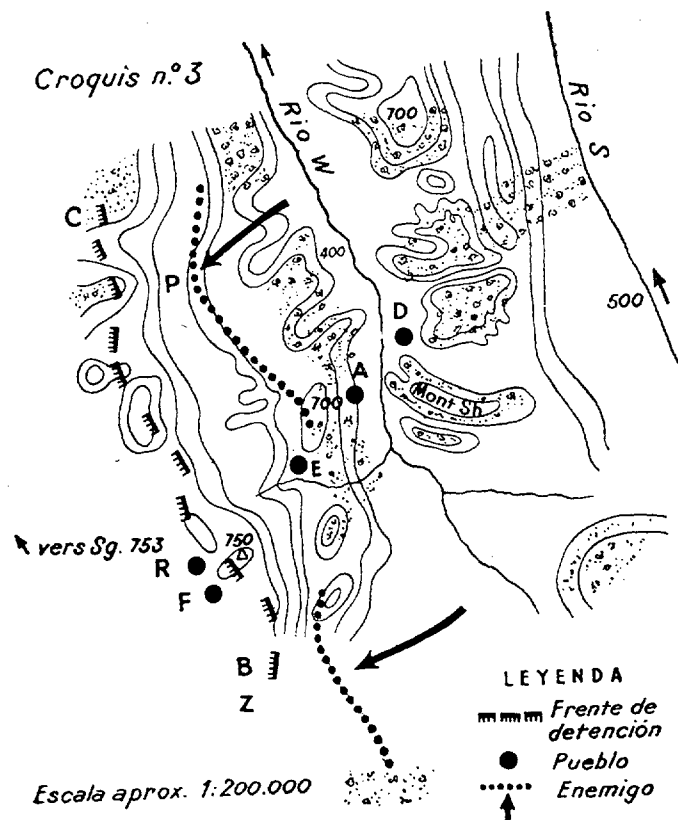 Croquis n.º 3
Rio W
Rio S
700
C
400
P
500
D
A
700
Mont Sh.
E
vers Sg. 753
750
R
F
B
Z
LEYENDA
Frente de
detención
Pueblo
Enemigo
Escala aprox. 1:200.000